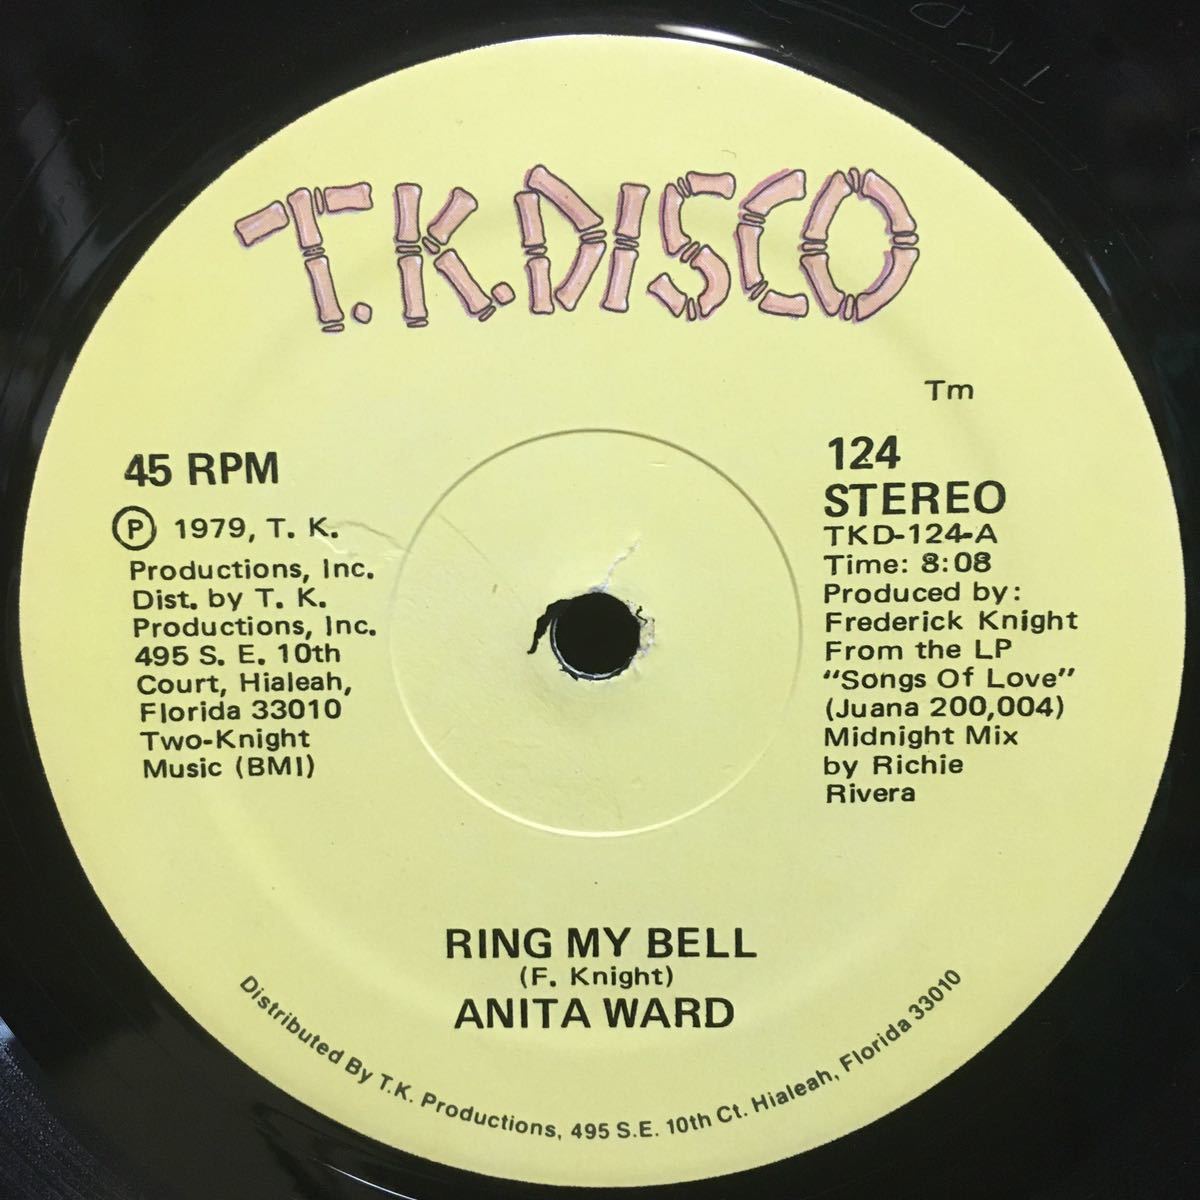 TKD
T.K.DISCO
Tm
45 RPM
Ⓟ 1979, T. K.
Productions, Inc.
Dist. by T. K.
Productions, Inc.
495 S. E. 10th
Court, Hialeah,
Florida 33010
Two-Knight
Music (BMI)
124
STEREO
TKD-124-A
Time: 8:08
Produced by:
Frederick Knight
From the LP
"Songs Of Love"
(Juana 200,004)
Midnight Mix
by Richie
Rivera
RING MY BELL
(F. Knight)
ANITA WARD
Distributed By T.K. Productions, 495 S.E. 10th Ct. Hialeah, Florida 33010